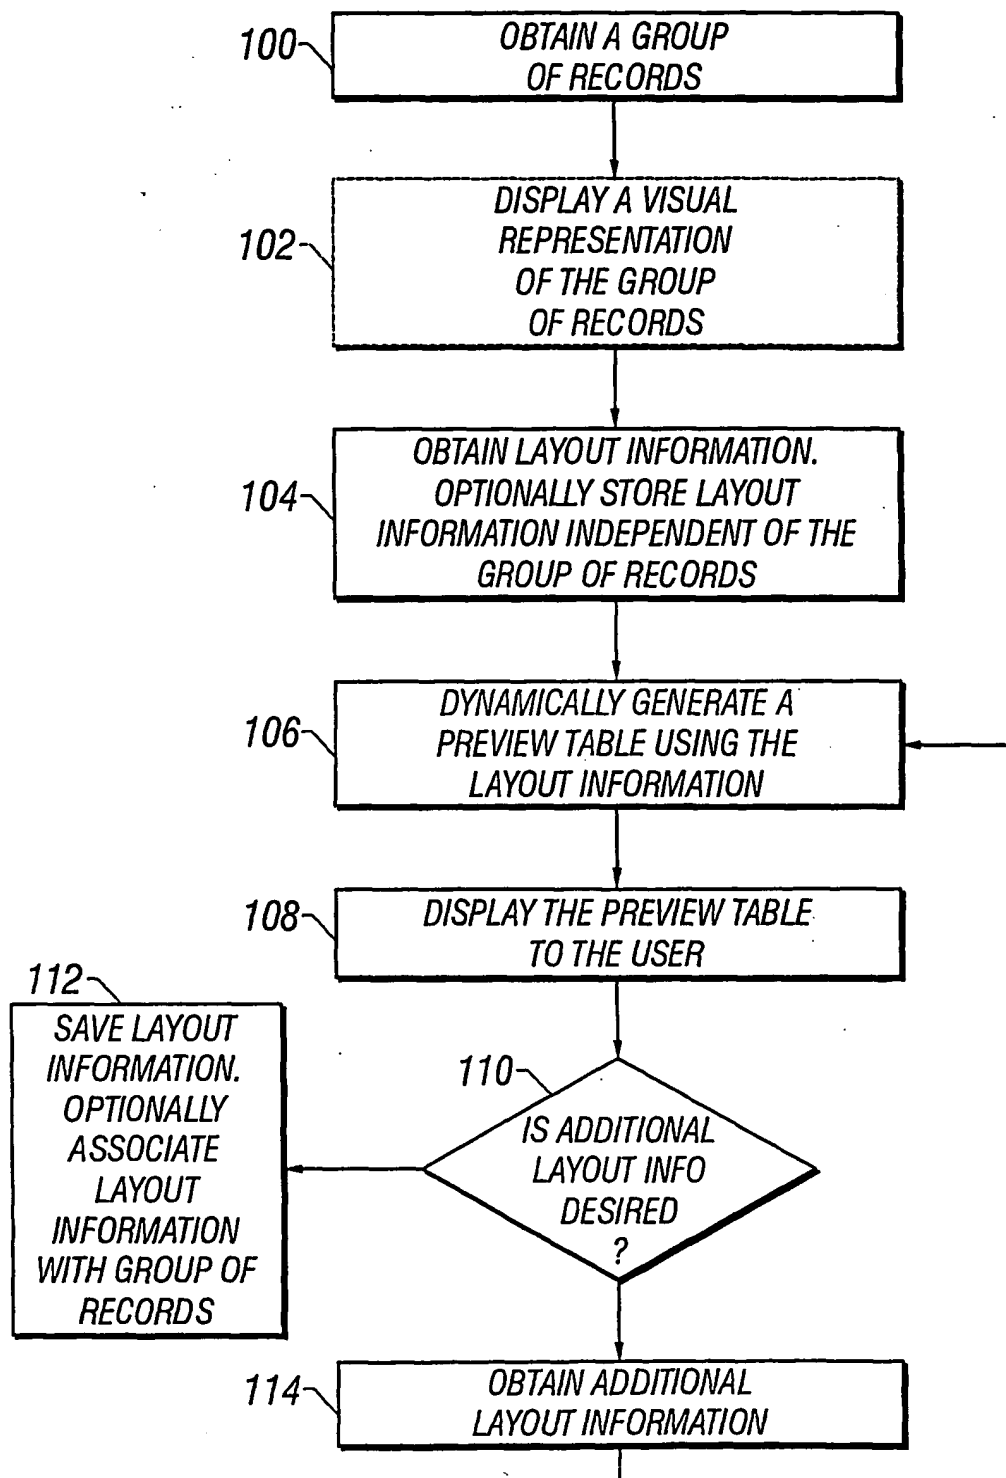 100
OBTAIN A GROUP
OF RECORDS
102
DISPLAY A VISUAL
REPRESENTATION
OF THE GROUP
OF RECORDS
104
OBTAIN LAYOUT INFORMATION.
OPTIONALLY STORE LAYOUT
INFORMATION INDEPENDENT OF THE
GROUP OF RECORDS
106
DYNAMICALLY GENERATE A
PREVIEW TABLE USING THE
LAYOUT INFORMATION
108
DISPLAY THE PREVIEW TABLE
TO THE USER
110
IS ADDITIONAL
LAYOUT INFO
DESIRED
?
112
SAVE LAYOUT
INFORMATION.
OPTIONALLY
ASSOCIATE
LAYOUT
INFORMATION
WITH GROUP OF
RECORDS
114
OBTAIN ADDITIONAL
LAYOUT INFORMATION